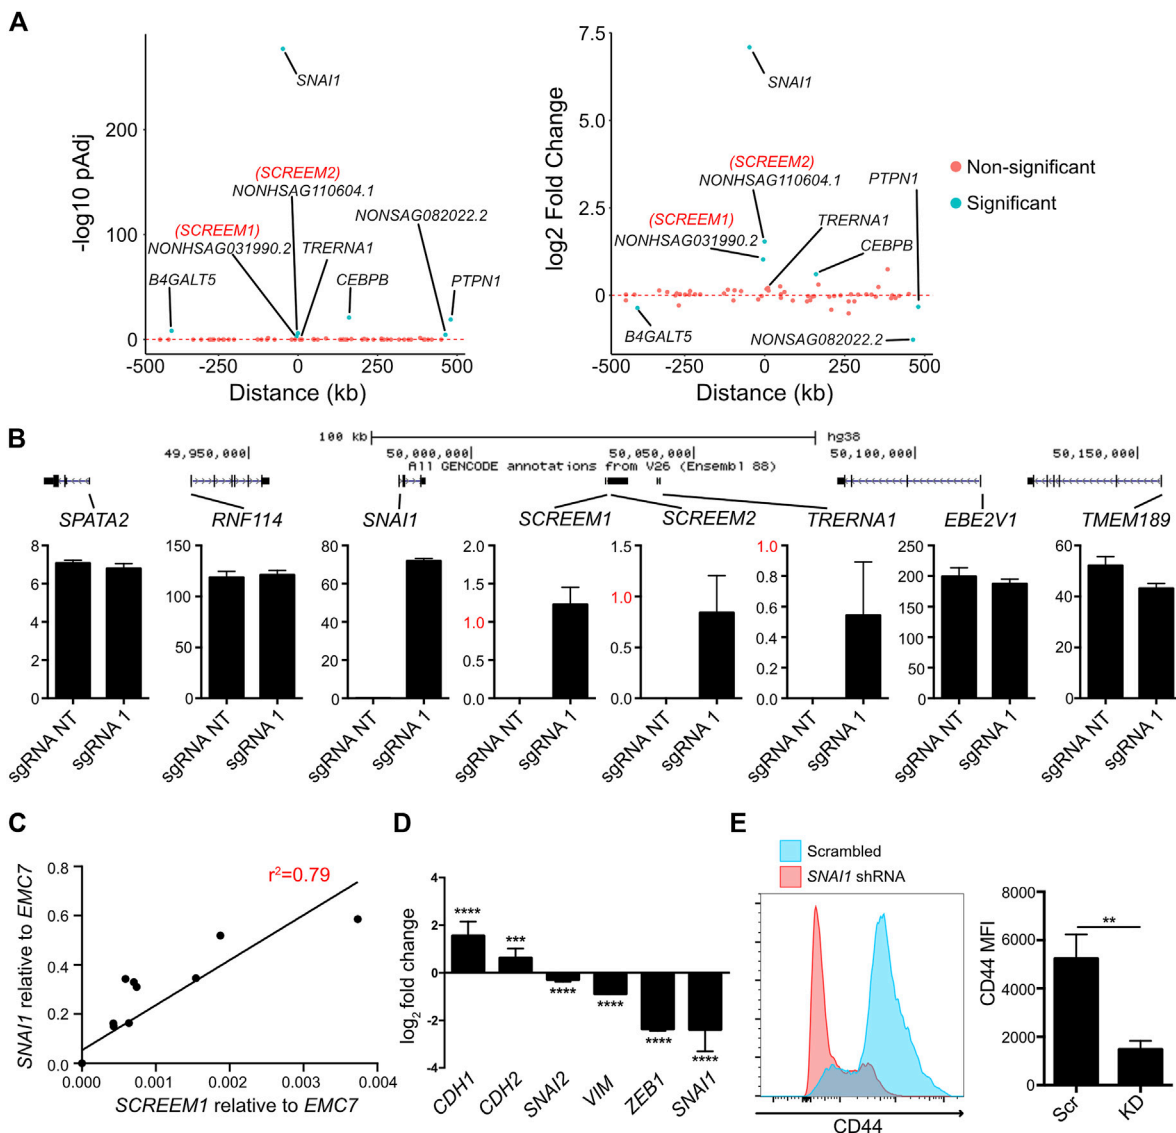 A
-log10 pAdj
200
100
0
SNAI1
(SCREEM2)
NONHSAG110604.1
(SCREEM1)
NONHSAG031990.2
TRERNA1
NONSAG082022.2
B4GALT5
CEBPB
PTPN1
-500 -250 0 250 500
Distance (kb)
log2 Fold Change
7.5
5.0
2.5
0
SNAI1
(SCREEM2)
NONHSAG110604.1
PTPN1
(SCREEM1)
NONHSAG031990.2
TRERNA1
CEBPB
B4GALT5
NONSAG082022.2
-500 -250 0 250 500
Distance (kb)
Non-significant
Significant
B
100 kb hg38
49,950,000 50,000,000 50,050,000 50,100,000 50,150,000
All GENCODE annotations from V26 (Ensembl 88)
SPATA2 RNF114 SNAI1 SCREEM1 SCREEM2 TRERNA1 EBE2V1 TMEM189
8 6 4 2 0
150 100 50 0
80 60 40 20 0
2.0 1.5 1.0 0.5 0.0
1.5 1.0 0.5 0.0
1.0 0.8 0.6 0.4 0.2 0.0
250 200 150 100 50 0
60 40 20 0
sgRNA NT sgRNA 1 sgRNA NT sgRNA 1 sgRNA NT sgRNA 1 sgRNA NT sgRNA 1 sgRNA NT sgRNA 1 sgRNA NT sgRNA 1 sgRNA NT sgRNA 1 sgRNA NT sgRNA 1
C
SNAI1 relative to EMC7
0.8
0.6
0.4
0.2
0.0
r²=0.79
0.000 0.001 0.002 0.003 0.004
SCREEM1 relative to EMC7
D
log₂ fold change
4
2
0
-2
-4
**** *** **** **** **** ****
CDH1 CDH2 SNAI2 VIM ZEB1 SNAI1
E
Scrambled
SNAI1 shRNA
CD44
CD44 MFI
8000
6000
4000
2000
0
**
Scr KD